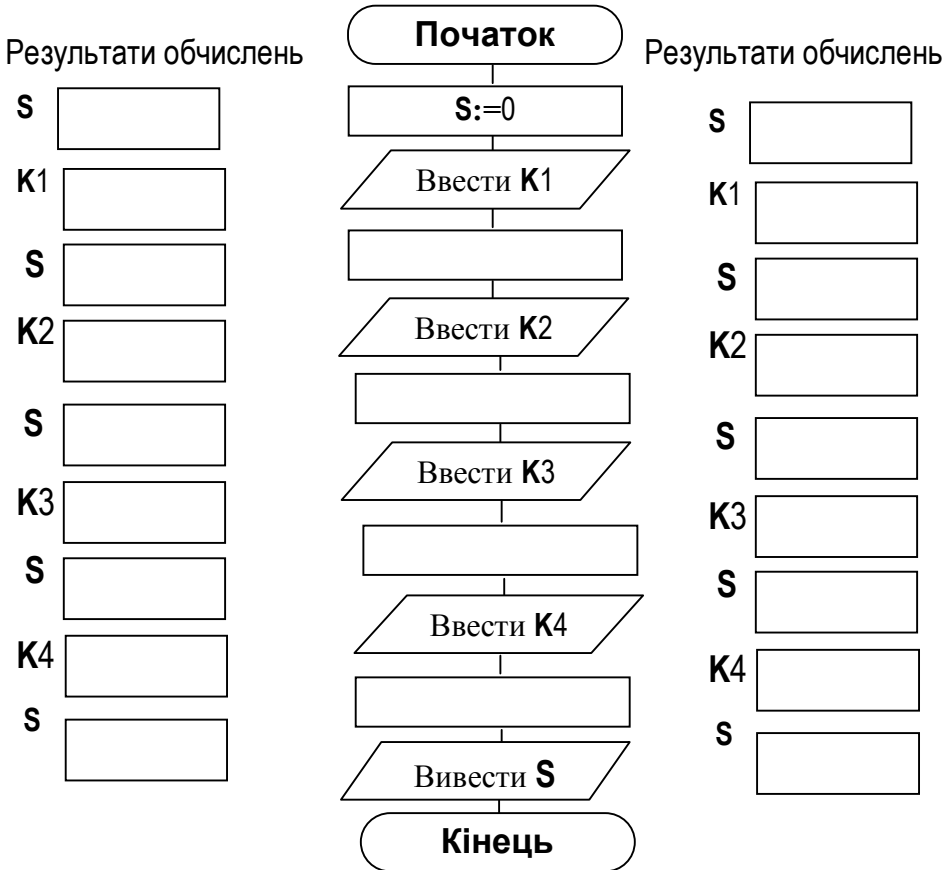 Результати обчислень
S
K1
S
K2
S
K3
S
K4
S
Початок
S:=0
Ввести K1
Ввести K2
Ввести K3
Ввести K4
Вивести S
Кінець
Результати обчислень
S
K1
S
K2
S
K3
S
K4
S